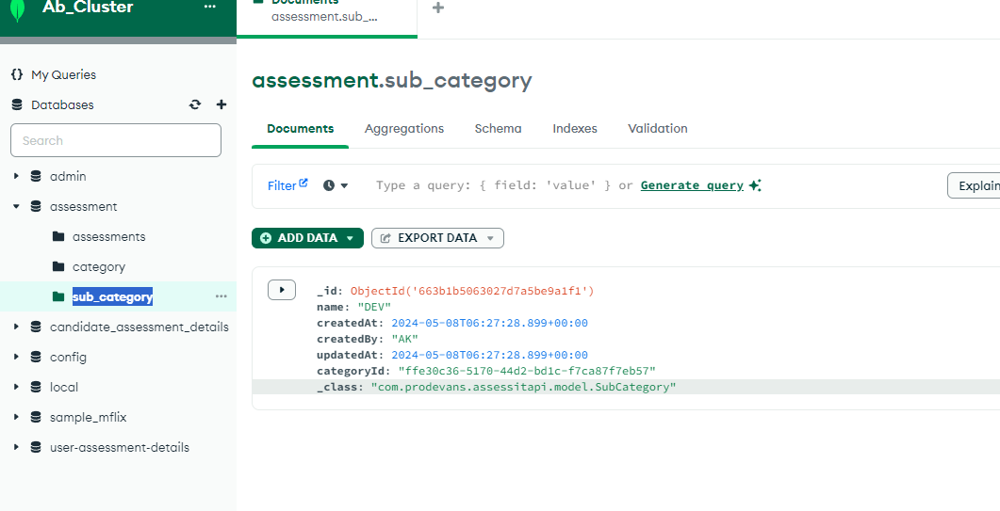 Ab_Cluster
...
{} My Queries
Databases
Search
admin
assessment
assessments
category
sub_category
...
candidate_assessment_details
config
local
sample_mflix
user-assessment-details
Documents
assessment.sub_...
+
assessment.sub_category
Documents Aggregations Schema Indexes Validation
Filter Type a query: { field: 'value' } or Generate query Explain
ADD DATA EXPORT DATA
_id: ObjectId('663b1b5063027d7a5be9a1f1')
name: "DEV"
createdAt: 2024-05-08T06:27:28.899+00:00
createdBy: "AK"
updatedAt: 2024-05-08T06:27:28.899+00:00
categoryId: "ffe30c36-5170-44d2-bd1c-f7ca87f7eb57"
_class: "com.prodevans.assessitapi.model.SubCategory"